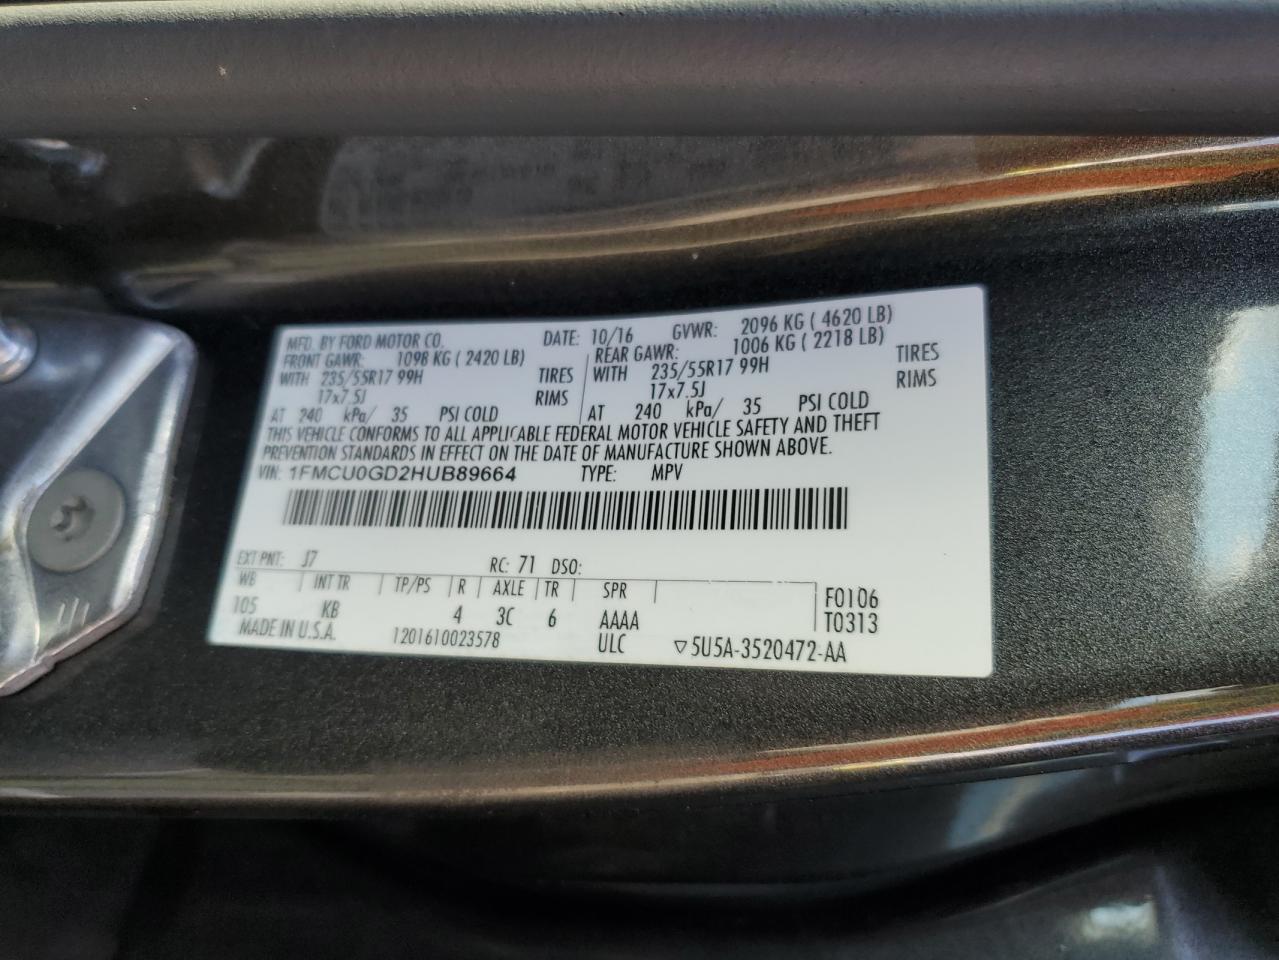 MFD. BY FORD MOTOR CO. DATE: 10/16 GVWR: 2096 KG ( 4620 LB)
FRONT GAWR: 1098 KG ( 2420 LB) REAR GAWR: 1006 KG ( 2218 LB)
WITH 235/55R17 99H TIRES WITH 235/55R17 99H TIRES
17x7.5J RIMS 17x7.5J RIMS
AT 240 kPa/ 35 PSI COLD AT 240 kPa/ 35 PSI COLD
THIS VEHICLE CONFORMS TO ALL APPLICABLE FEDERAL MOTOR VEHICLE SAFETY AND THEFT
PREVENTION STANDARDS IN EFFECT ON THE DATE OF MANUFACTURE SHOWN ABOVE.
VIN: 1FMCU0GD2HUB89664 TYPE: MPV
EXT PNT: J7 RC: 71 DSO:
WB INT TR TP/PS R AXLE TR SPR F0106
105 KB 4 3C 6 AAAA T0313
MADE IN U.S.A. 1201610023578 ULC ▽5U5A-3520472-AA